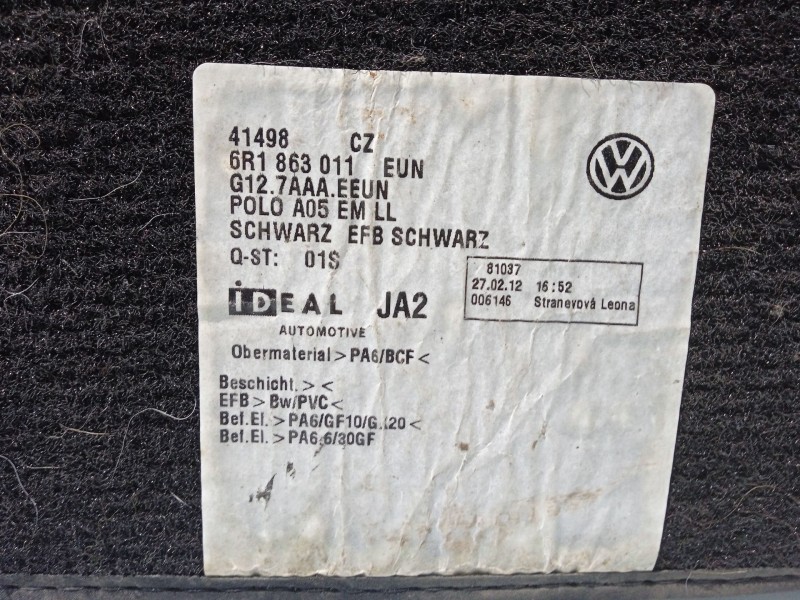 41498 CZ
6R1 863 011 EUN
G12.7AAA.EEUN
POLO A05 EM LL
SCHWARZ EFB SCHWARZ
Q-ST: 01S
81037
27.02.12 16:52
006146 Stranevová Leona
iDEAL JA2
AUTOMOTIVE
Obermaterial > PA6/BCF <
Beschicht. > <
EFB > Bw/PVC <
Bef.El. > PA6/GF10/G.(20 <
Bef.El. > PA6.6/30GF
VW